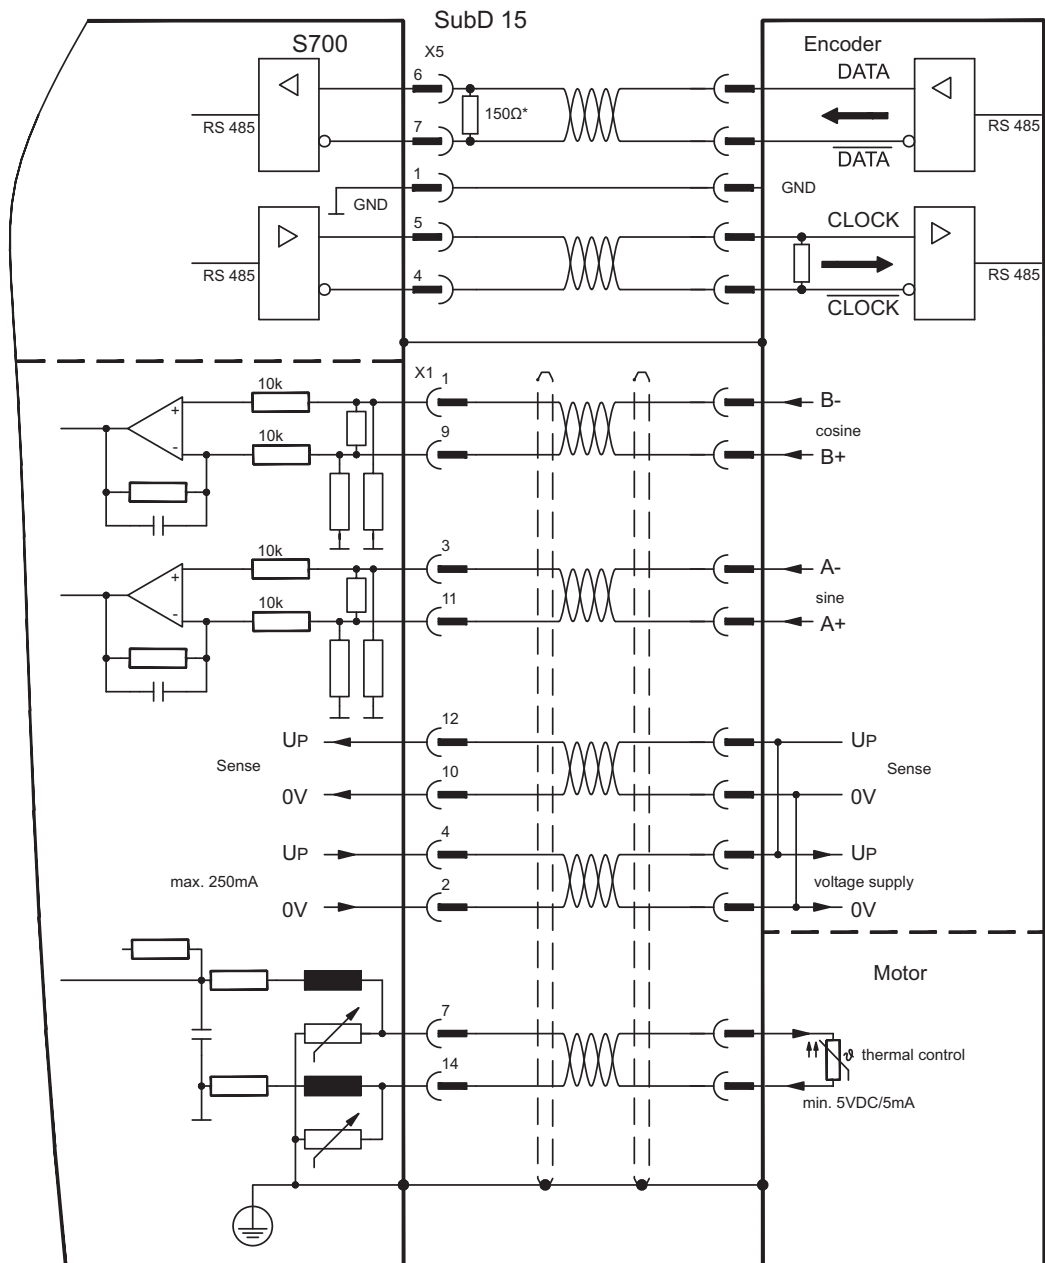 SubD 15
S700
X5
Encoder
6
DATA
150Ω*
RS 485
RS 485
7
DATA
1
GND
GND
5
CLOCK
RS 485
RS 485
4
CLOCK
X1
1
10k
B-
cosine
10k
9
B+
3
10k
A-
sine
10k
11
A+
12
UP
UP
Sense
Sense
10
0V
0V
4
UP
UP
max. 250mA
voltage supply
2
0V
0V
Motor
7
ϑ thermal control
14
min. 5VDC/5mA